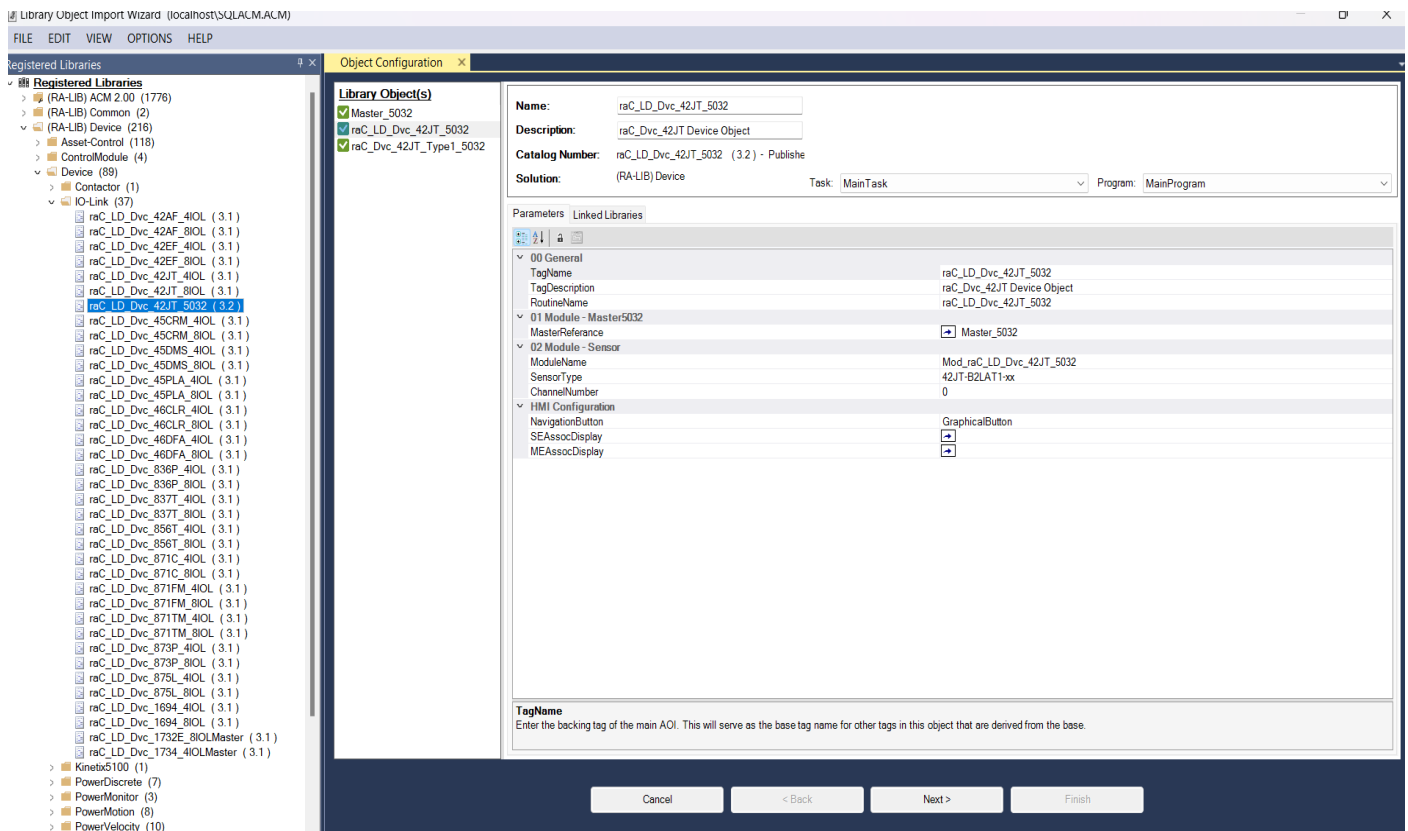 Library Object Import Wizard (localhost\SQLACM.ACM)
FILE EDIT VIEW OPTIONS HELP
Registered Libraries
Registered Libraries
(RA-LIB) ACM 2.00 (1776)
(RA-LIB) Common (2)
(RA-LIB) Device (216)
Asset-Control (118)
ControlModule (4)
Device (89)
Contactor (1)
IO-Link (37)
raC_LD_Dvc_42AF_4IOL (3.1)
raC_LD_Dvc_42AF_8IOL (3.1)
raC_LD_Dvc_42EF_4IOL (3.1)
raC_LD_Dvc_42EF_8IOL (3.1)
raC_LD_Dvc_42JT_4IOL (3.1)
raC_LD_Dvc_42JT_8IOL (3.1)
raC_LD_Dvc_42JT_5032 (3.2)
raC_LD_Dvc_45CRM_4IOL (3.1)
raC_LD_Dvc_45CRM_8IOL (3.1)
raC_LD_Dvc_45DMS_4IOL (3.1)
raC_LD_Dvc_45DMS_8IOL (3.1)
raC_LD_Dvc_45PLA_4IOL (3.1)
raC_LD_Dvc_45PLA_8IOL (3.1)
raC_LD_Dvc_46CLR_4IOL (3.1)
raC_LD_Dvc_46CLR_8IOL (3.1)
raC_LD_Dvc_46DFA_4IOL (3.1)
raC_LD_Dvc_46DFA_8IOL (3.1)
raC_LD_Dvc_836P_4IOL (3.1)
raC_LD_Dvc_836P_8IOL (3.1)
raC_LD_Dvc_837T_4IOL (3.1)
raC_LD_Dvc_837T_8IOL (3.1)
raC_LD_Dvc_856T_4IOL (3.1)
raC_LD_Dvc_856T_8IOL (3.1)
raC_LD_Dvc_871C_4IOL (3.1)
raC_LD_Dvc_871C_8IOL (3.1)
raC_LD_Dvc_871FM_4IOL (3.1)
raC_LD_Dvc_871FM_8IOL (3.1)
raC_LD_Dvc_871TM_4IOL (3.1)
raC_LD_Dvc_871TM_8IOL (3.1)
raC_LD_Dvc_873P_4IOL (3.1)
raC_LD_Dvc_873P_8IOL (3.1)
raC_LD_Dvc_875L_4IOL (3.1)
raC_LD_Dvc_875L_8IOL (3.1)
raC_LD_Dvc_1694_4IOL (3.1)
raC_LD_Dvc_1694_8IOL (3.1)
raC_LD_Dvc_1732E_8IOLMaster (3.1)
raC_LD_Dvc_1734_4IOLMaster (3.1)
Kinetix5100 (1)
PowerDiscrete (7)
PowerMonitor (3)
PowerMotion (8)
PowerVelocity (10)
Object Configuration
Library Object(s)
Master_5032
raC_LD_Dvc_42JT_5032
raC_Dvc_42JT_Type1_5032
Name: raC_LD_Dvc_42JT_5032
Description: raC_Dvc_42JT Device Object
Catalog Number: raC_LD_Dvc_42JT_5032 (3.2) - Publishe
Solution: (RA-LIB) Device Task: MainTask Program: MainProgram
Parameters Linked Libraries
00 General
TagName raC_LD_Dvc_42JT_5032
TagDescription raC_Dvc_42JT Device Object
RoutineName raC_LD_Dvc_42JT_5032
01 Module - Master5032
MasterReferance Master_5032
02 Module - Sensor
ModuleName Mod_raC_LD_Dvc_42JT_5032
SensorType 42JT-B2LAT1-xx
ChannelNumber 0
HMI Configuration
NavigationButton GraphicalButton
SEAssocDisplay
MEAssocDisplay
TagName
Enter the backing tag of the main AOI. This will serve as the base tag name for other tags in this object that are derived from the base.
Cancel < Back Next > Finish